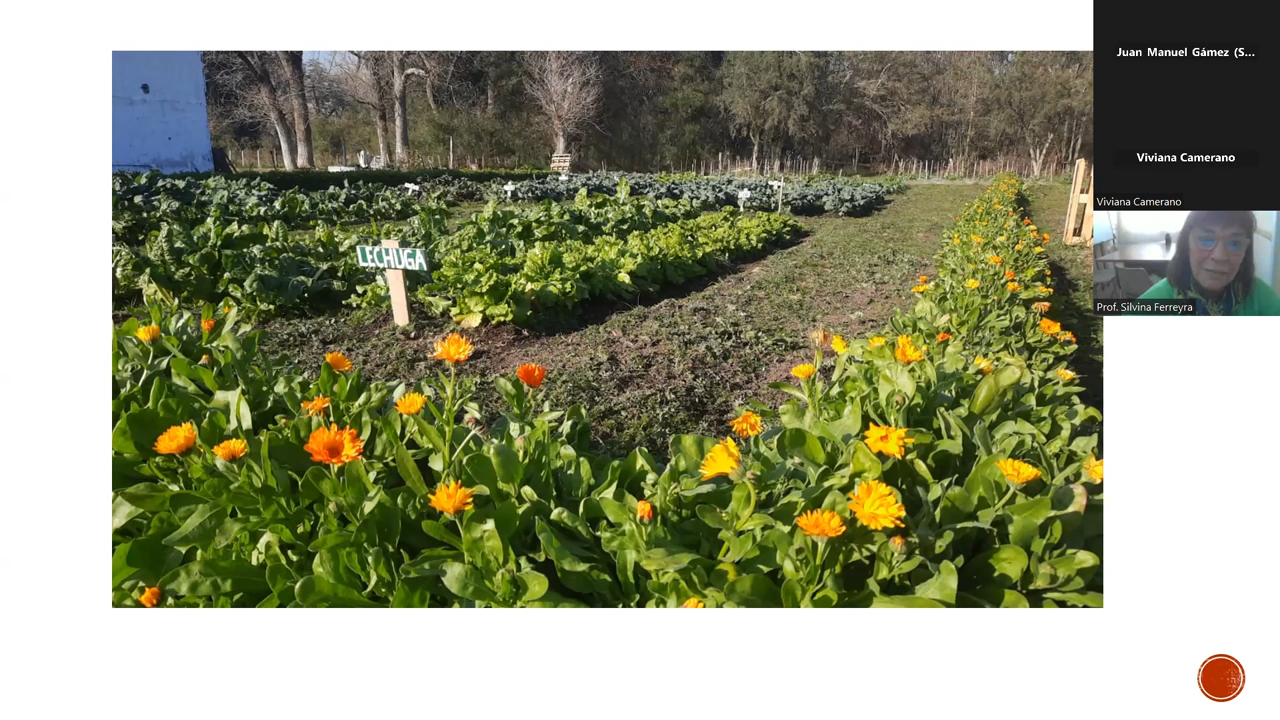 LECHUGA
Juan Manuel Gámez (S...
Viviana Camerano
Viviana Camerano
Prof. Silvina Ferreyra